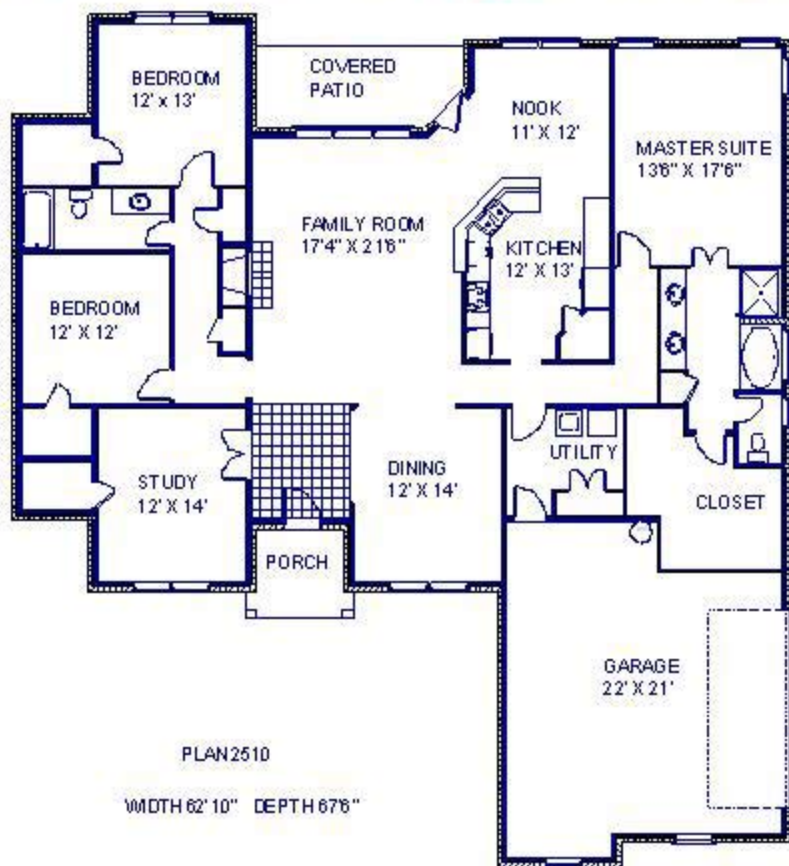 BEDROOM
12' x 13'
COVERED
PATIO
NOOK
11' X 12'
MASTER SUITE
13'6" X 17'6"
FAMILY ROOM
17'4" X 21'6"
KITCHEN
12' X 13'
BEDROOM
12' X 12'
STUDY
12' X 14'
DINING
12' X 14'
UTILITY
CLOSET
PORCH
GARAGE
22' X 21'
PLAN 2510
WIDTH 62' 10" DEPTH 67'6"